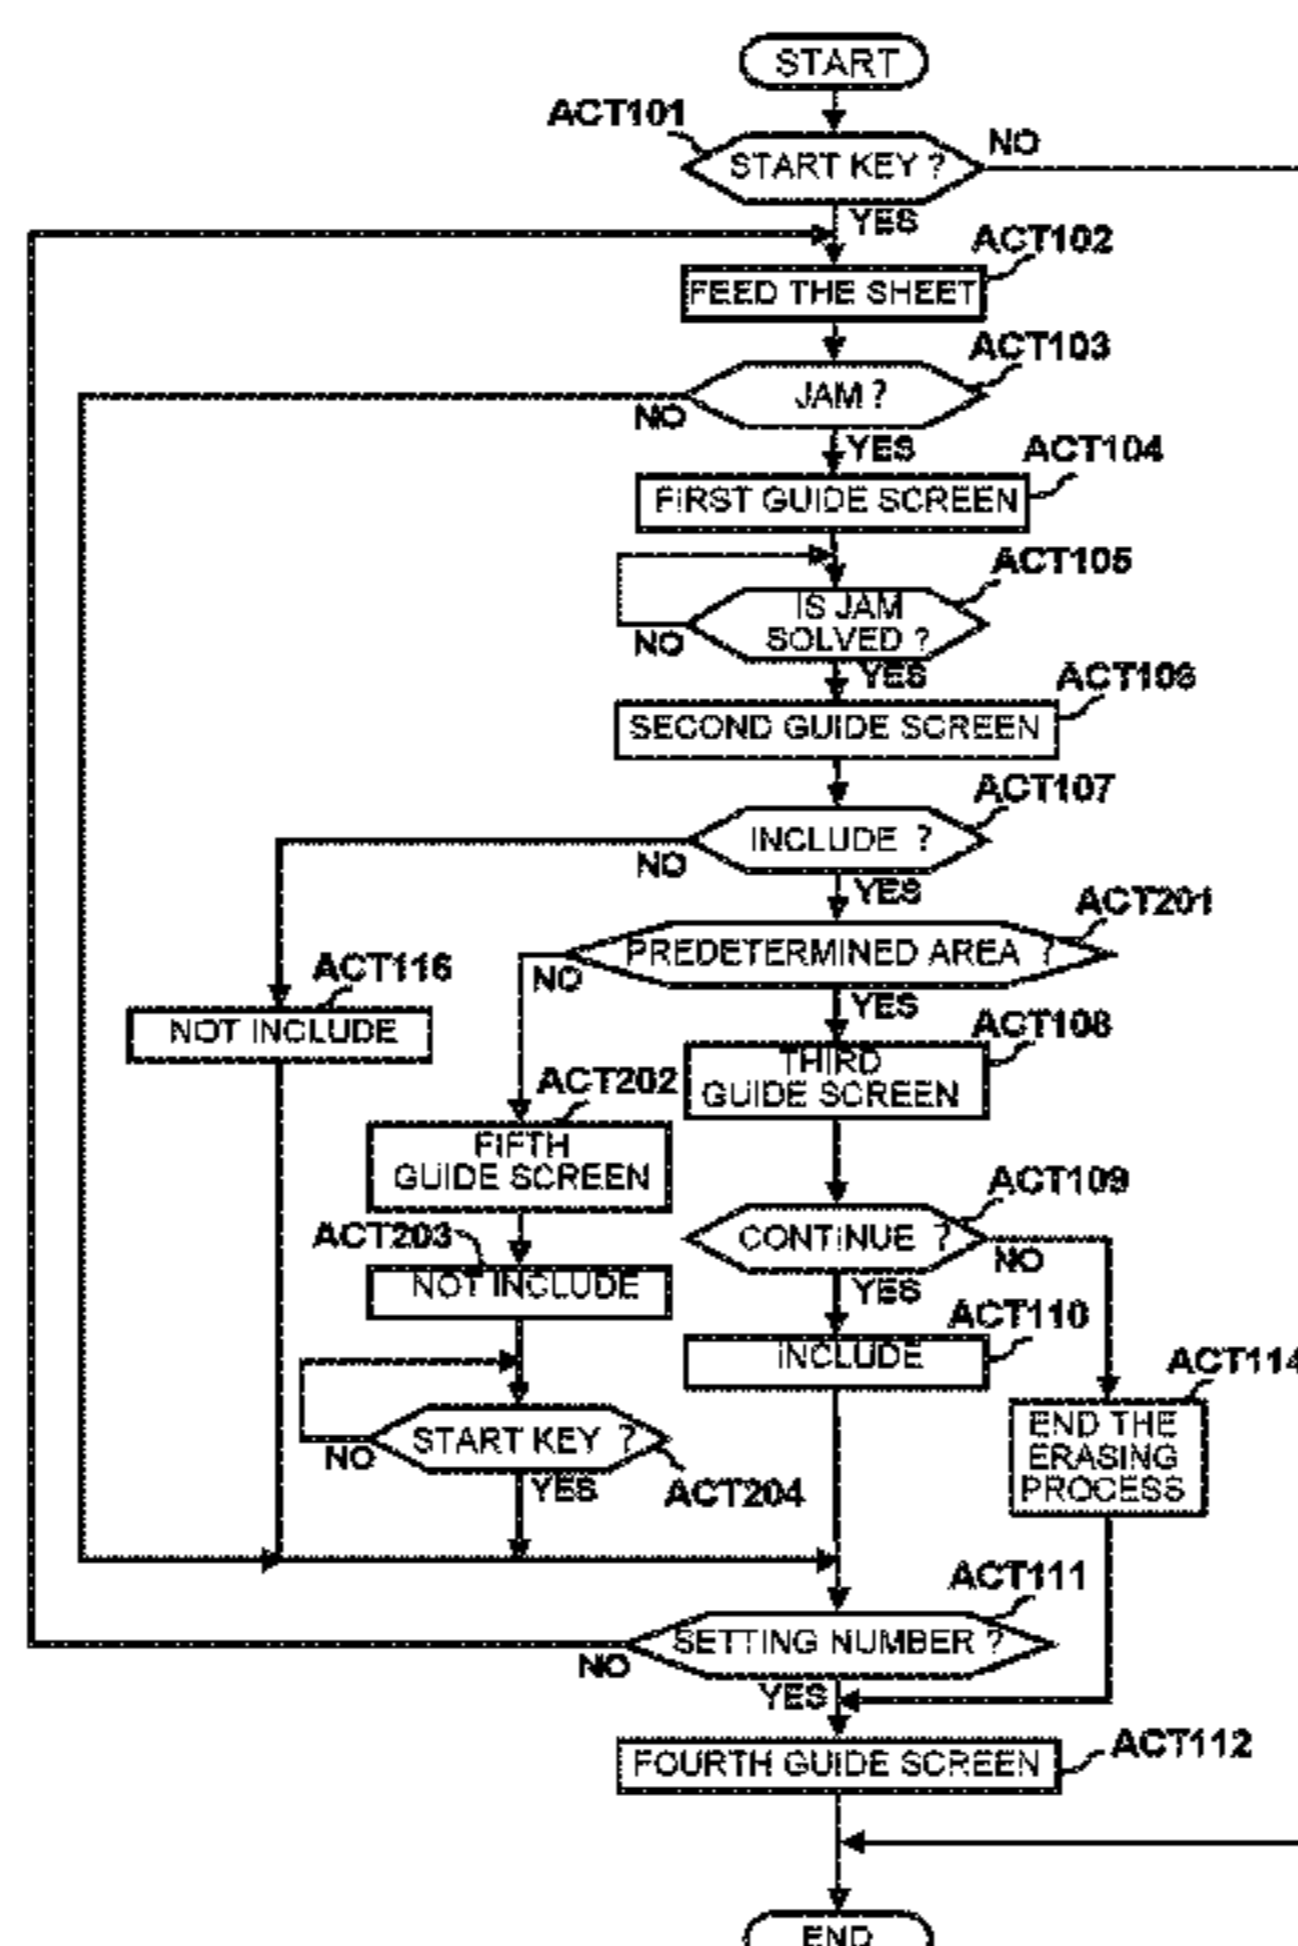 START
ACT101
START KEY ?
NO
YES
ACT102
FEED THE SHEET
ACT103
JAM ?
NO
YES
ACT104
FIRST GUIDE SCREEN
ACT105
IS JAM
SOLVED ?
NO
YES
ACT106
SECOND GUIDE SCREEN
ACT107
INCLUDE ?
NO
YES
ACT201
PREDETERMINED AREA ?
NO
YES
ACT116
NOT INCLUDE
ACT108
THIRD
GUIDE SCREEN
ACT202
FIFTH
GUIDE SCREEN
ACT109
CONTINUE ?
NO
YES
ACT203
NOT INCLUDE
ACT110
INCLUDE
ACT114
END THE
ERASING
PROCESS
START KEY ?
NO
YES
ACT204
ACT111
SETTING NUMBER ?
NO
YES
ACT112
FOURTH GUIDE SCREEN
END